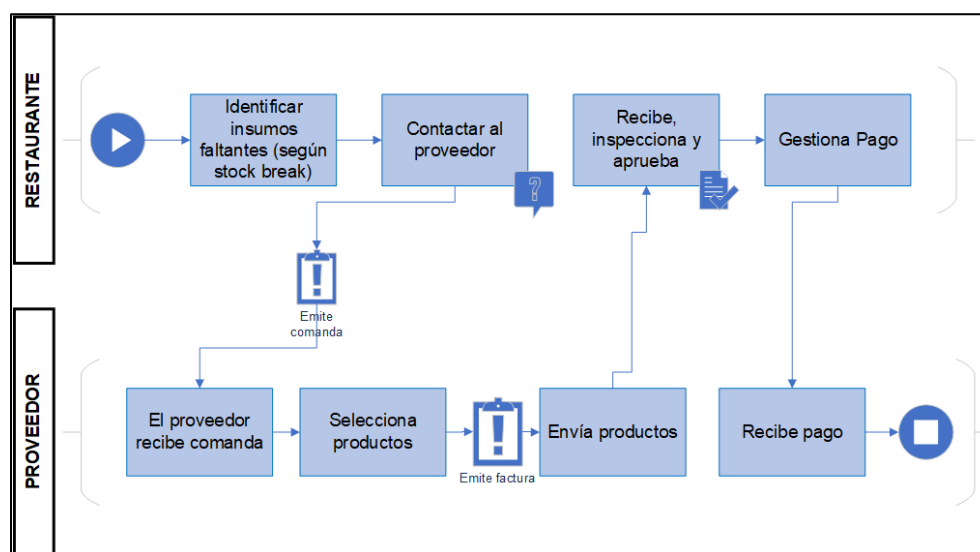 RESTAURANTE
Identificar
insumos
faltantes (según
stock break)
Contactar al
proveedor
Recibe,
inspecciona y
aprueba
Gestiona Pago
Emite
comanda
PROVEEDOR
El proveedor
recibe comanda
Selecciona
productos
Emite factura
Envía productos
Recibe pago